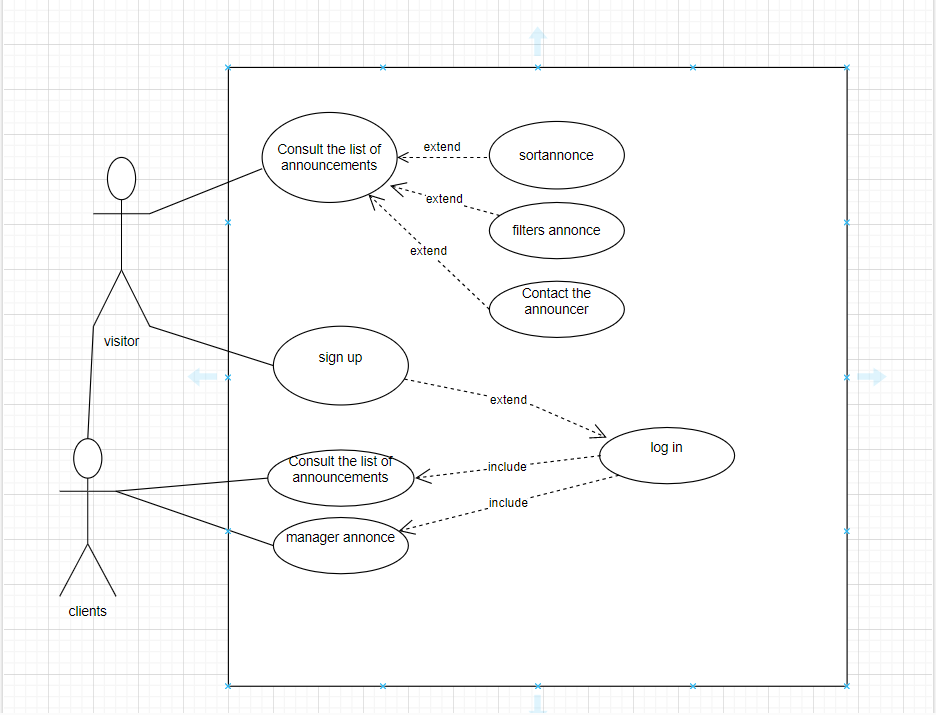 Consult the list of
announcements
extend
sortannonce
extend
filters annonce
extend
Contact the
announcer
visitor
sign up
extend
log in
Consult the list of
announcements
include
include
manager annonce
clients